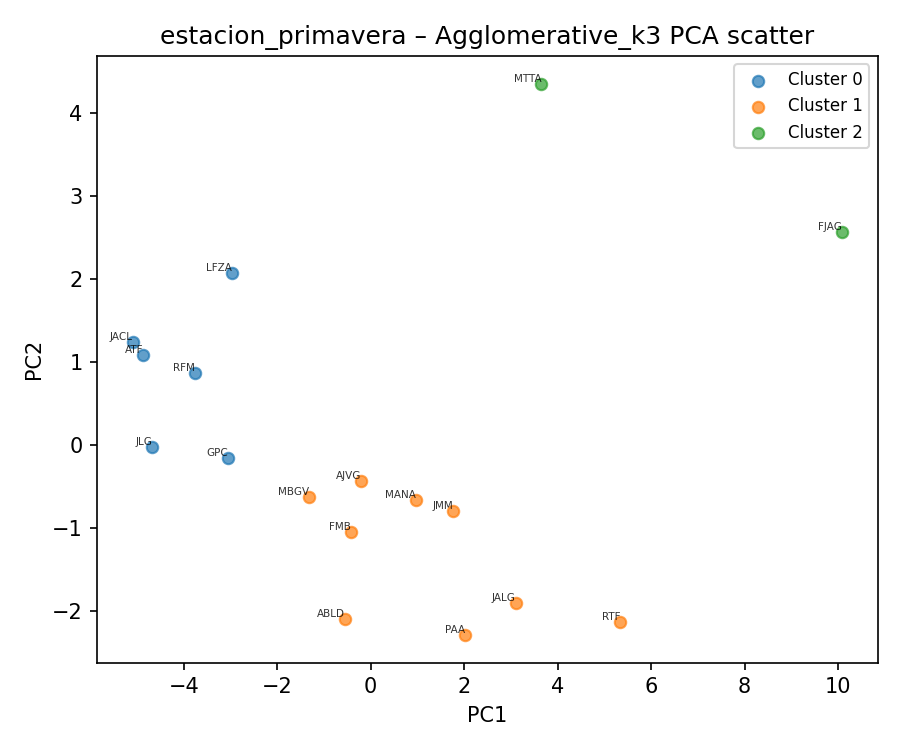 estacion_primavera – Agglomerative_k3 PCA scatter
Cluster 0
Cluster 1
Cluster 2
MTTA
FJAG
LFZA
JACL
ATF
RFM
JLG
GPC
MBGV
AJVG
MANA
JMM
FMB
ABLD
JALG
PAA
RTF
4
3
2
1
0
−1
−2
PC2
−4
−2
0
2
4
6
8
10
PC1